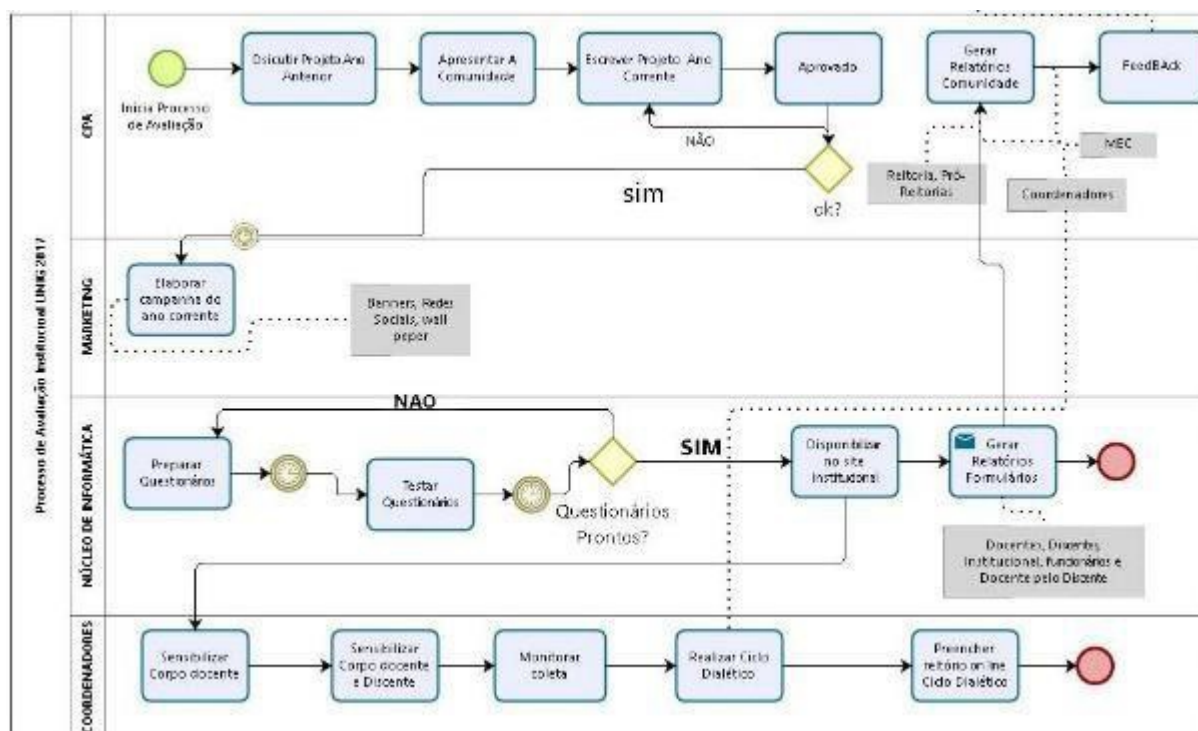 Processo de Avaliação Institucional UNIG 2017
CPA
Inicia Processo
de Avaliação
Dsicutir Projeto Ano
Anterior
Apresentar A
Comunidade
Escrever Projeto Ano
Corrente
Aprovado
Gerar
Relatórios
Comunidade
FeedBAck
NÃO
sim
ok?
Reitoria, Pró-
Reitorias
MEC
Coordenadores
MARKETING
Elaborar
campanha do
ano corrente
Banners, Redes
Sociais, wall
peper
NÚCLEO DE INFORMÁTICA
NAO
Preparar
Questionários
Testar
Questionários
Questionários
Prontos?
SIM
Disponibilizar
no site
institucional
Gerar
Relatórios
Formulários
Docentes, Discentes,
Institucional, funcionários e
Docente pelo Discente
COORDENADORES
Sensibilizar
Corpo docente
Sensibilizar
Corpo docente
e Discente
Monitorar
coleta
Realizar Ciclo
Dialético
Preencher
reltório on line
Ciclo Dialético